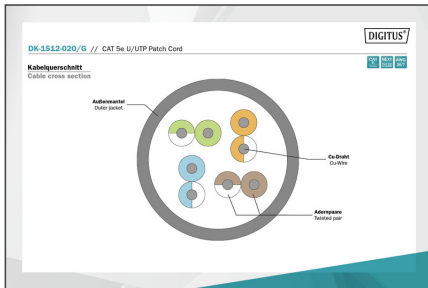 DIGITUS®
DK-1512-020/G // CAT 5e U/UTP Patch Cord
Kabelquerschnitt
Cable cross section
Außenmantel
Outer jacket
Cu-Draht
Cu-Wire
Adernpaare
Twisted pair